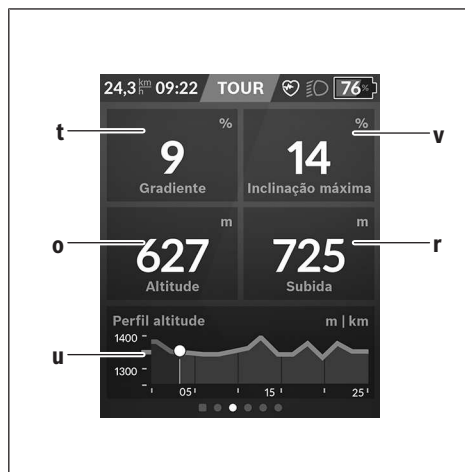 24,3 km/h 09:22 TOUR 76%
t % % v
9 14
Gradiente Inclinação máxima
o m m r
627 725
Altitude Subida
Perfil altitude m | km
u 1400
1300
05 15 25